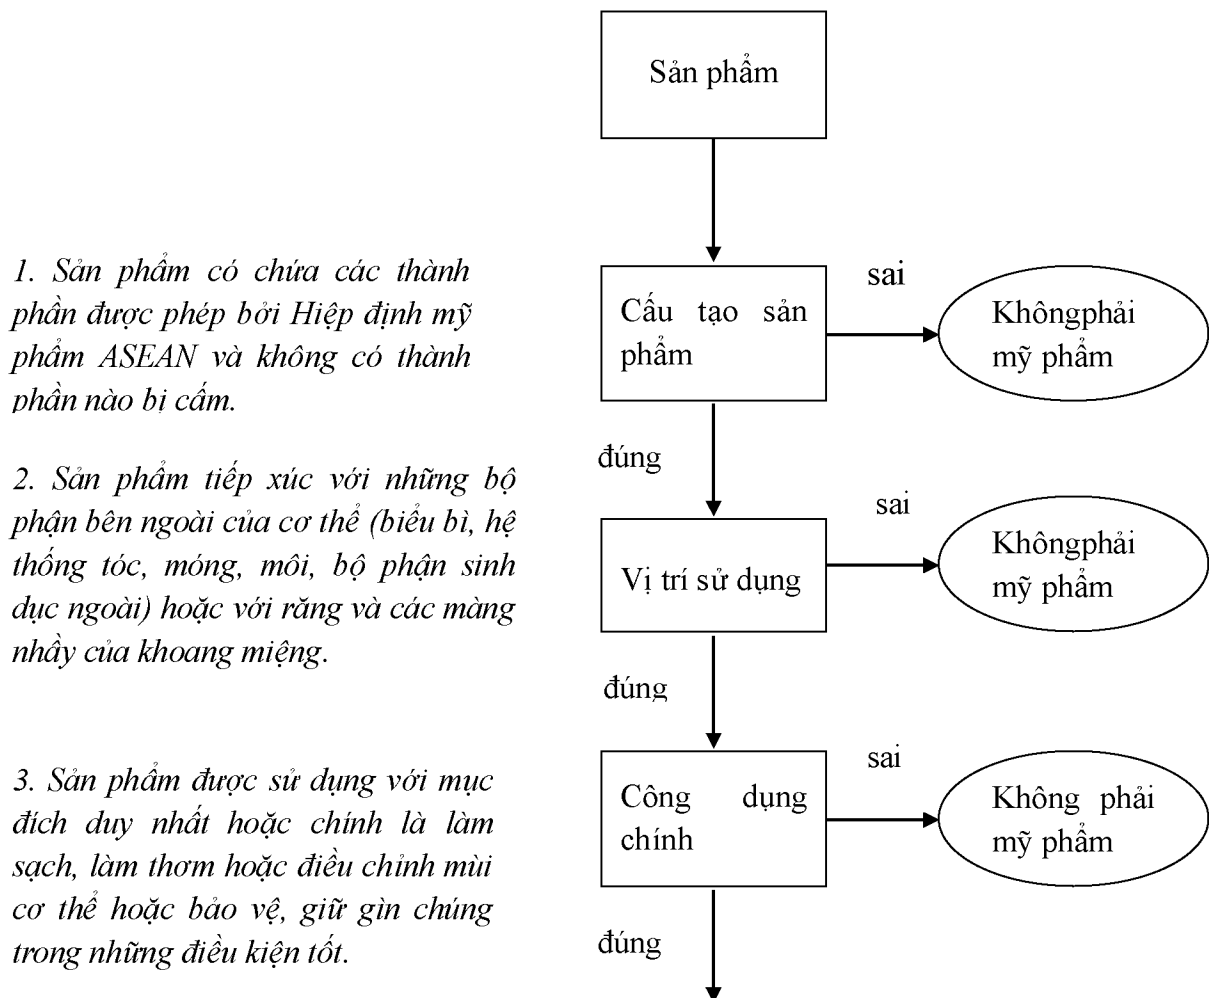 Sản phẩm
1. Sản phẩm có chứa các thành
phần được phép bởi Hiệp định mỹ
phẩm ASEAN và không có thành
phần nào bị cấm.
Cấu tạo sản
phẩm
sai
Khôngphải
mỹ phẩm
đúng
2. Sản phẩm tiếp xúc với những bộ
phận bên ngoài của cơ thể (biểu bì, hệ
thống tóc, móng, môi, bộ phận sinh
dục ngoài) hoặc với răng và các màng
nhầy của khoang miệng.
Vị trí sử dụng
sai
Khôngphải
mỹ phẩm
đúng
3. Sản phẩm được sử dụng với mục
đích duy nhất hoặc chính là làm
sạch, làm thơm hoặc điều chỉnh mùi
cơ thể hoặc bảo vệ, giữ gìn chúng
trong những điều kiện tốt.
Công dụng
chính
sai
Không phải
mỹ phẩm
đúng